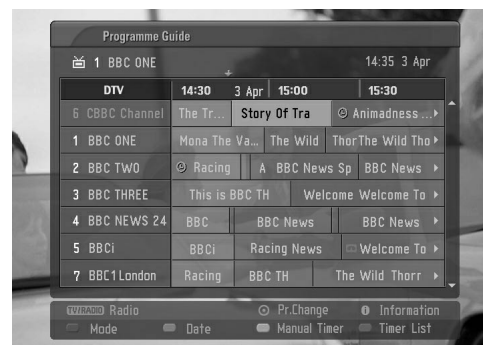 Programme Guide
1 BBC ONE 14:35 3 Apr
DTV 14:30 3 Apr 15:00 15:30
6 CBBC Channel The Tr... Story Of Tra Animadness ...
1 BBC ONE Mona The Va... The Wild Thor The Wild Tho
2 BBC TWO Racing A BBC News Sp BBC News
3 BBC THREE This is BBC TH Welcome Welcome To
4 BBC NEWS 24 BBC BBC News BBC News
5 BBCi BBCi Racing News Welcome To
7 BBC1 London Racing BBC TH The Wild Thorr
TV/RADIO Radio Pr.Change Information
Mode Date Manual Timer Timer List